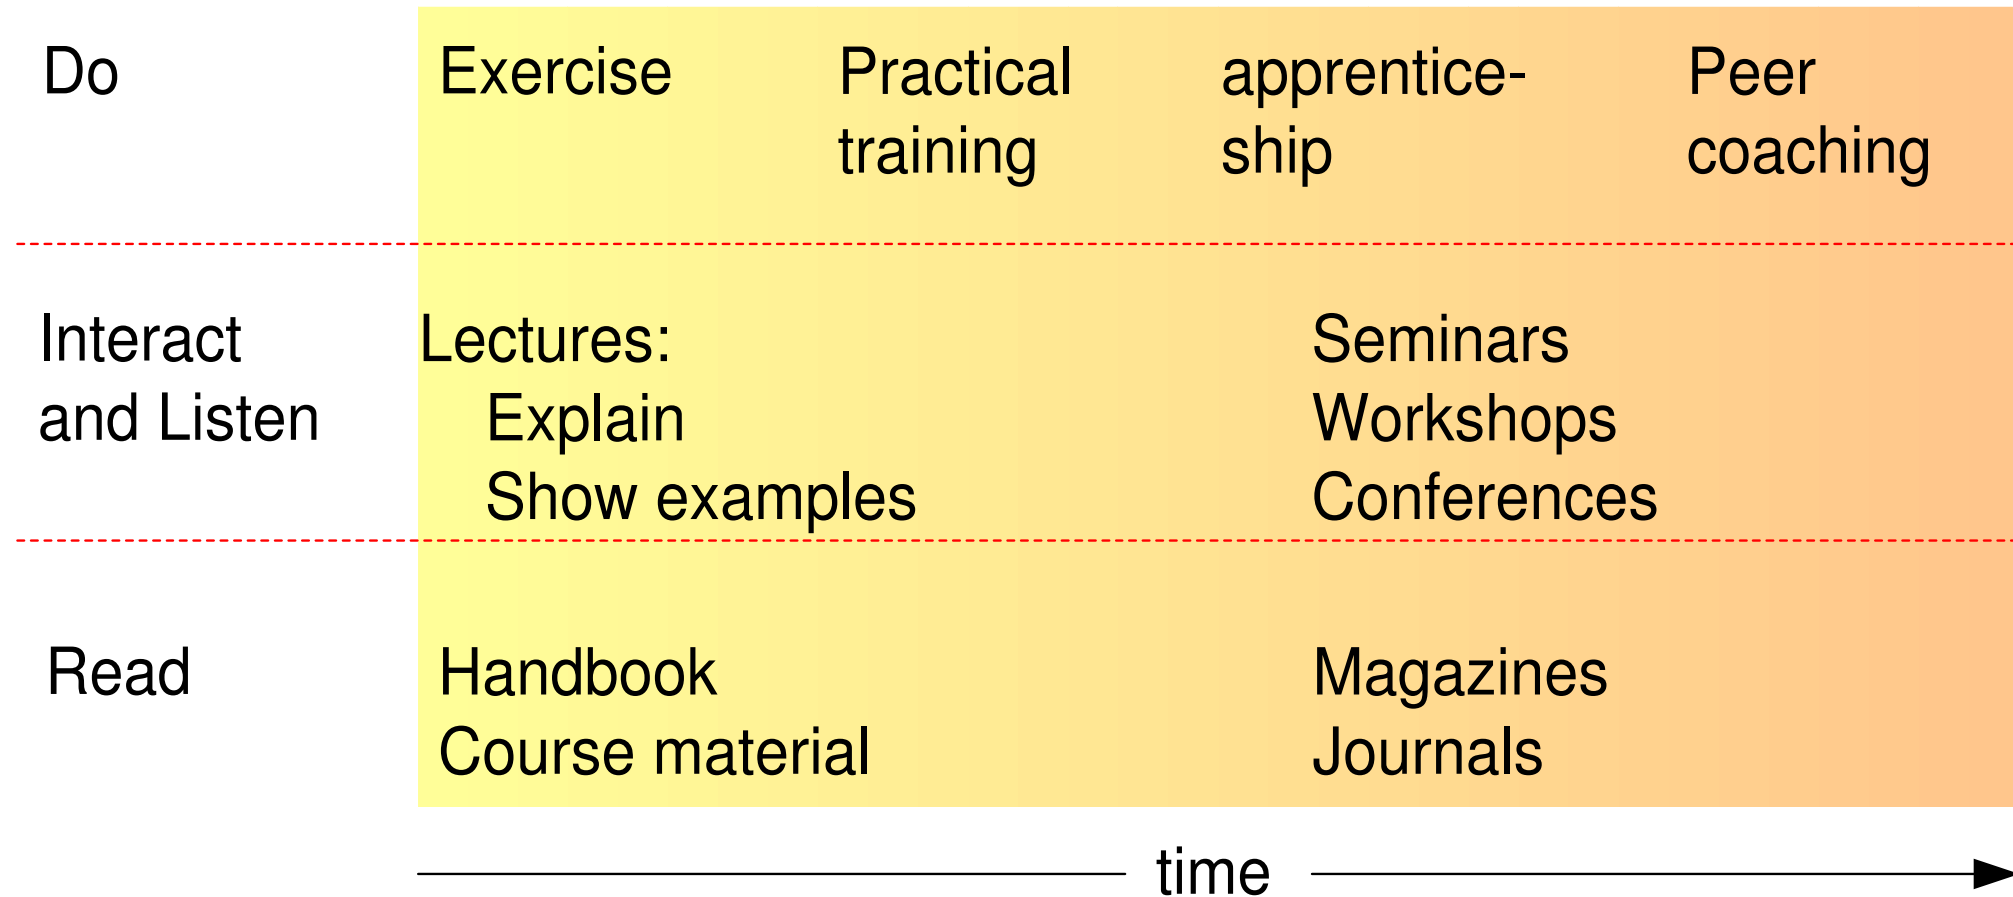 Do
Exercise
Practical
training
apprentice-
ship
Peer
coaching
Interact
and Listen
Lectures:
Explain
Show examples
Seminars
Workshops
Conferences
Read
Handbook
Course material
Magazines
Journals
time